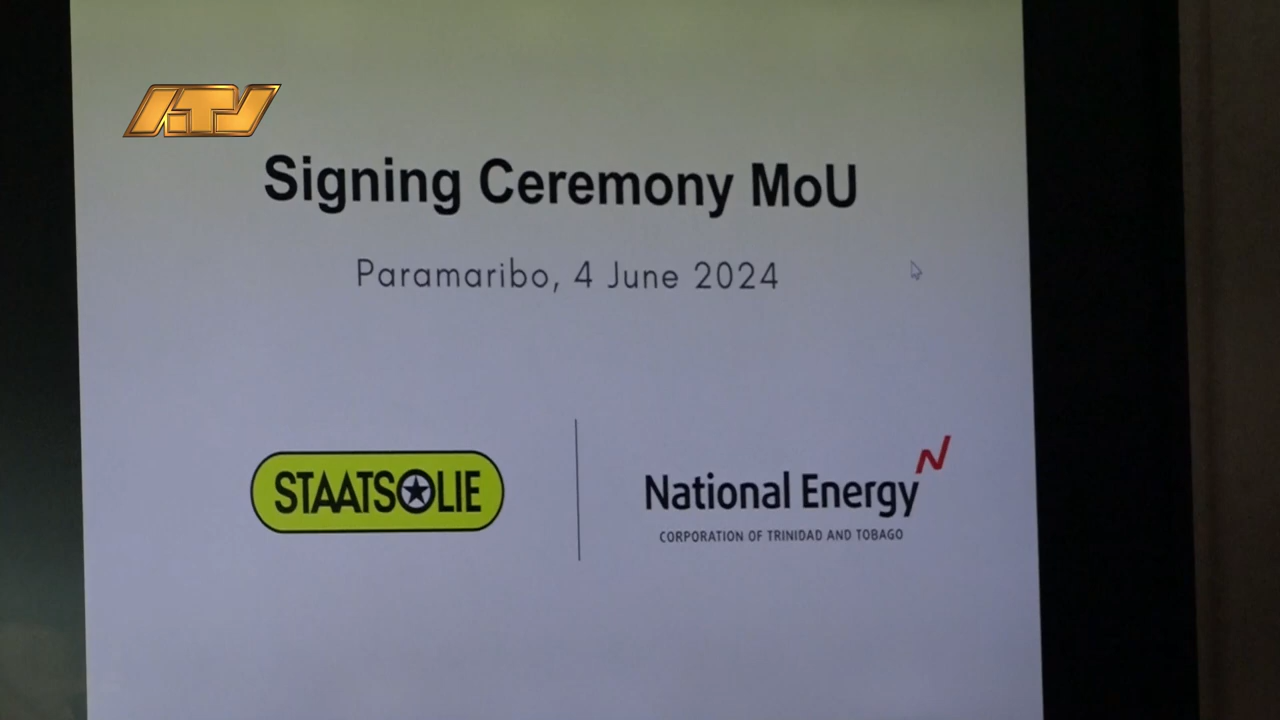 ATV
Signing Ceremony MoU
Paramaribo, 4 June 2024
STAATSOLIE
National Energy
CORPORATION OF TRINIDAD AND TOBAGO